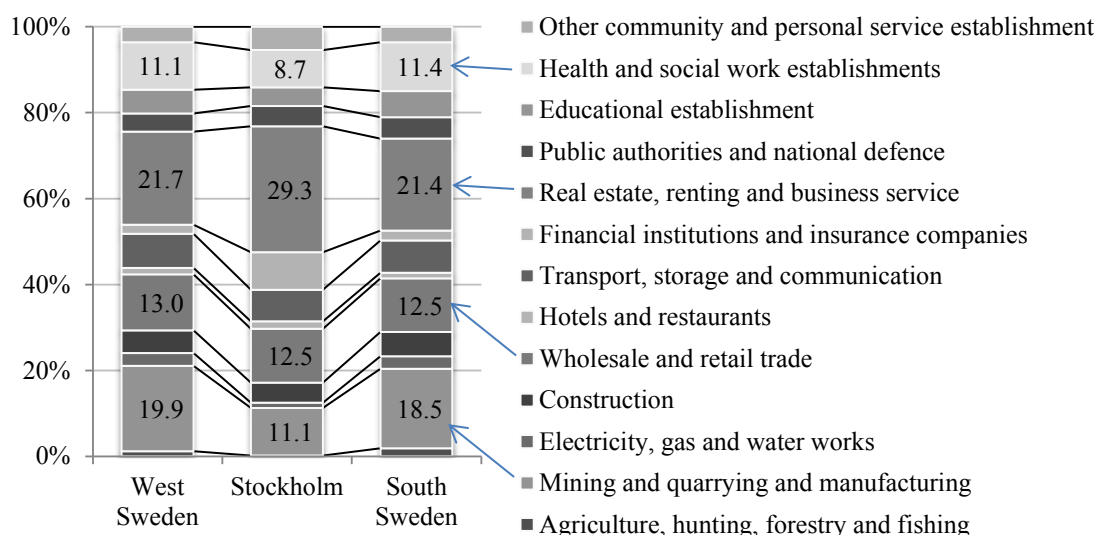 100%
80%
60%
40%
20%
0%
11.1
21.7
13.0
19.9
8.7
29.3
12.5
11.1
11.4
21.4
12.5
18.5
West
Sweden
Stockholm
South
Sweden
Other community and personal service establishment
Health and social work establishments
Educational establishment
Public authorities and national defence
Real estate, renting and business service
Financial institutions and insurance companies
Transport, storage and communication
Hotels and restaurants
Wholesale and retail trade
Construction
Electricity, gas and water works
Mining and quarrying and manufacturing
Agriculture, hunting, forestry and fishing